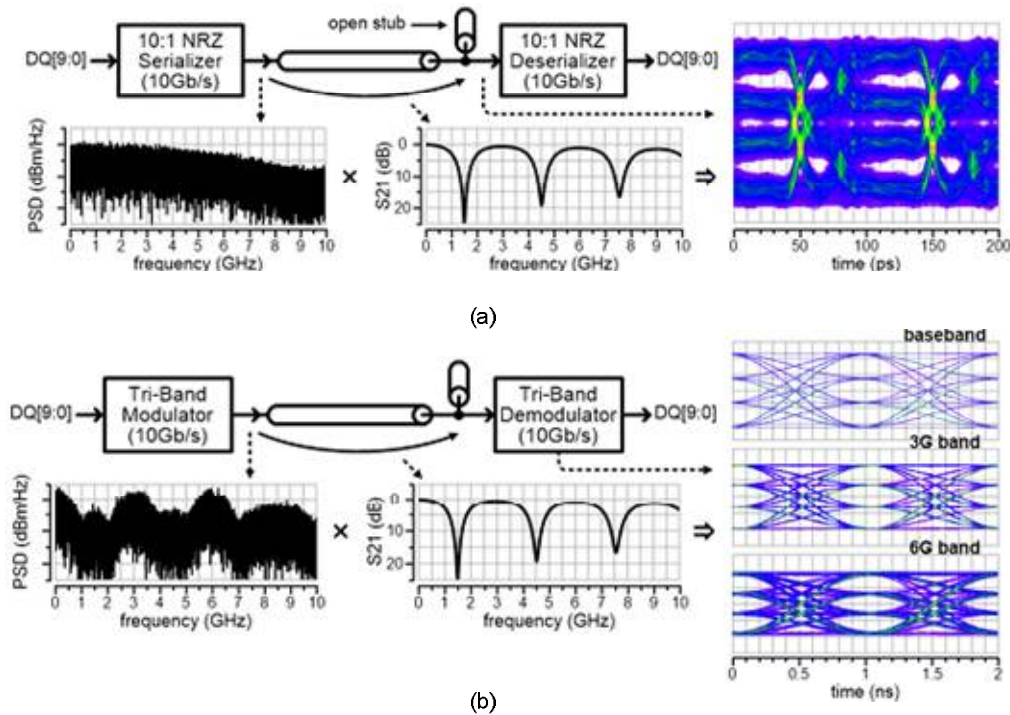 open stub
DQ[9:0]
10:1 NRZ
Serializer
(10Gb/s)
10:1 NRZ
Deserializer
(10Gb/s)
DQ[9:0]
PSD (dBm/Hz)
0 1 2 3 4 5 6 7 8 9 10
frequency (GHz)
×
S21 (dB)
0
10
20
0 1 2 3 4 5 6 7 8 9 10
frequency (GHz)
⇒
0 50 100 150 200
time (ps)
(a)
DQ[9:0]
Tri-Band
Modulator
(10Gb/s)
Tri-Band
Demodulator
(10Gb/s)
DQ[9:0]
PSD (dBm/Hz)
0 1 2 3 4 5 6 7 8 9 10
frequency (GHz)
×
S21 (dB)
0
10
20
0 1 2 3 4 5 6 7 8 9 10
frequency (GHz)
⇒
baseband
3G band
6G band
0 0.5 1 1.5 2
time (ns)
(b)